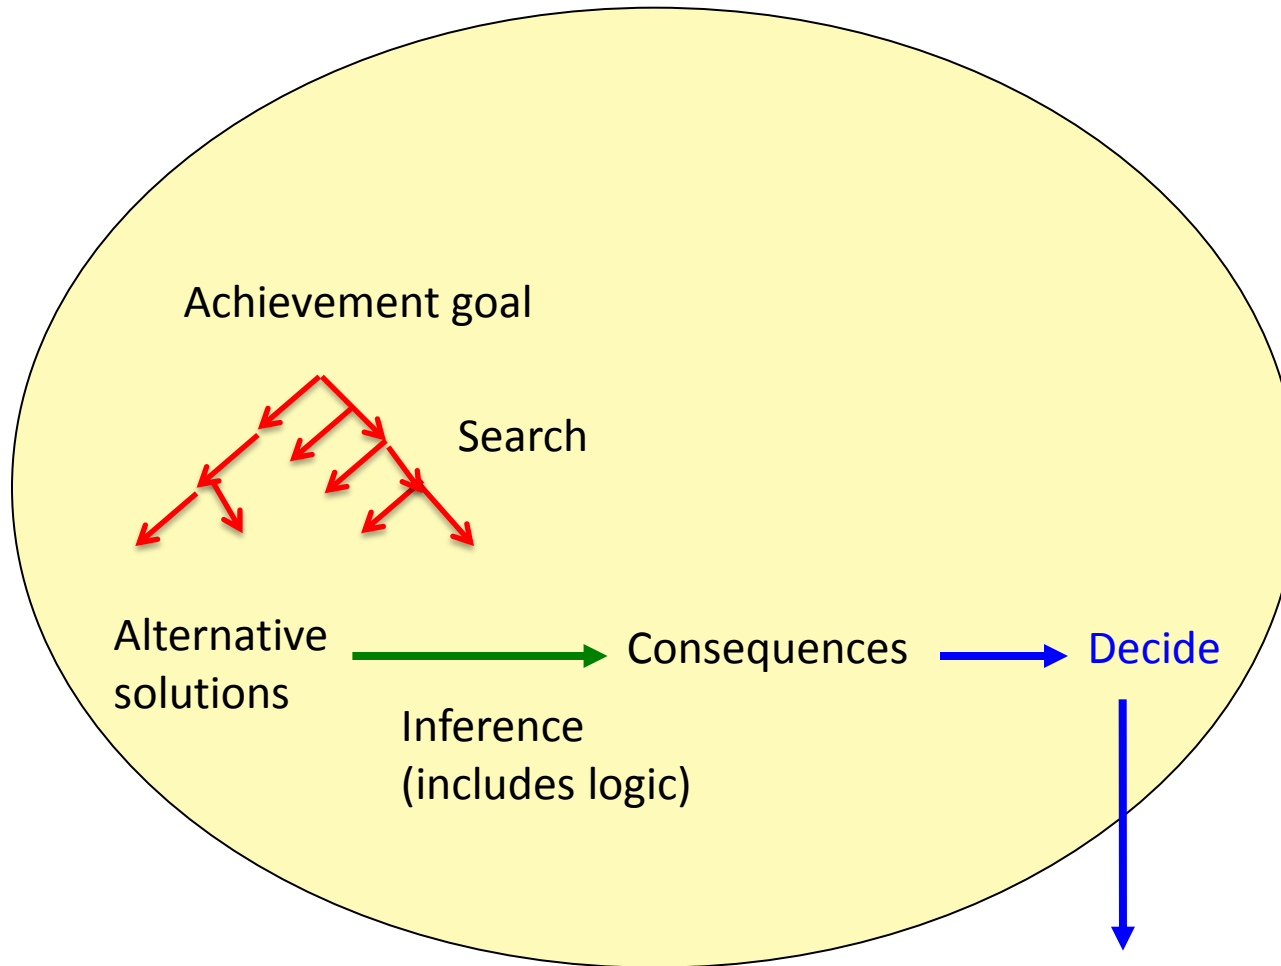 Achievement goal
Search
Alternative
solutions
Consequences
Decide
Inference
(includes logic)